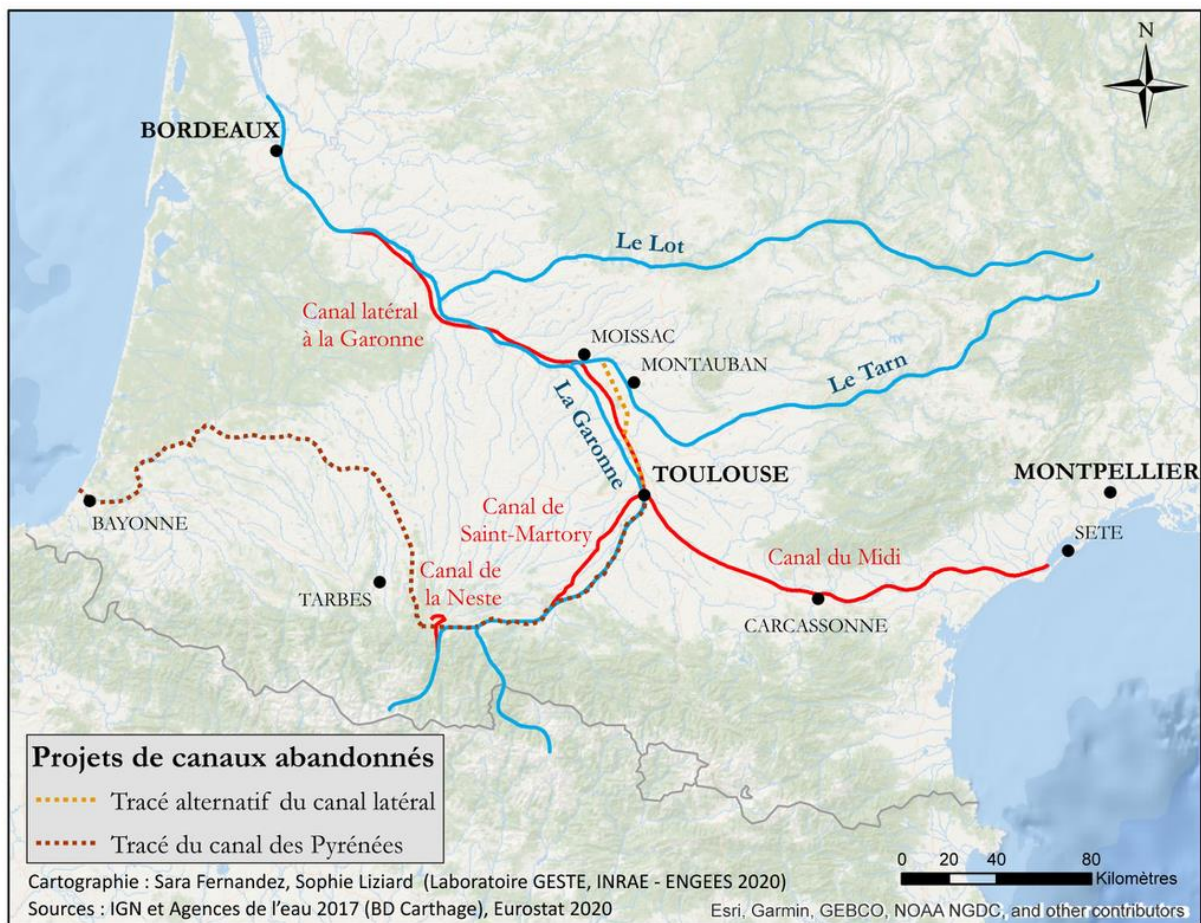 N
BORDEAUX
Le Lot
Canal latéral
à la Garonne
MOISSAC
MONTAUBAN
Le Tarn
La Garonne
TOULOUSE
MONTPELLIER
BAYONNE
Canal de
Saint-Martory
SETE
Canal du Midi
Canal de
la Neste
TARBES
CARCASSONNE
Projets de canaux abandonnés
Tracé alternatif du canal latéral
Tracé du canal des Pyrénées
0 20 40 80
Kilomètres
Cartographie : Sara Fernandez, Sophie Liziard (Laboratoire GESTE, INRAE - ENGEES 2020)
Sources : IGN et Agences de l'eau 2017 (BD Carthage), Eurostat 2020
Esri, Garmin, GEBCO, NOAA NGDC, and other contributors